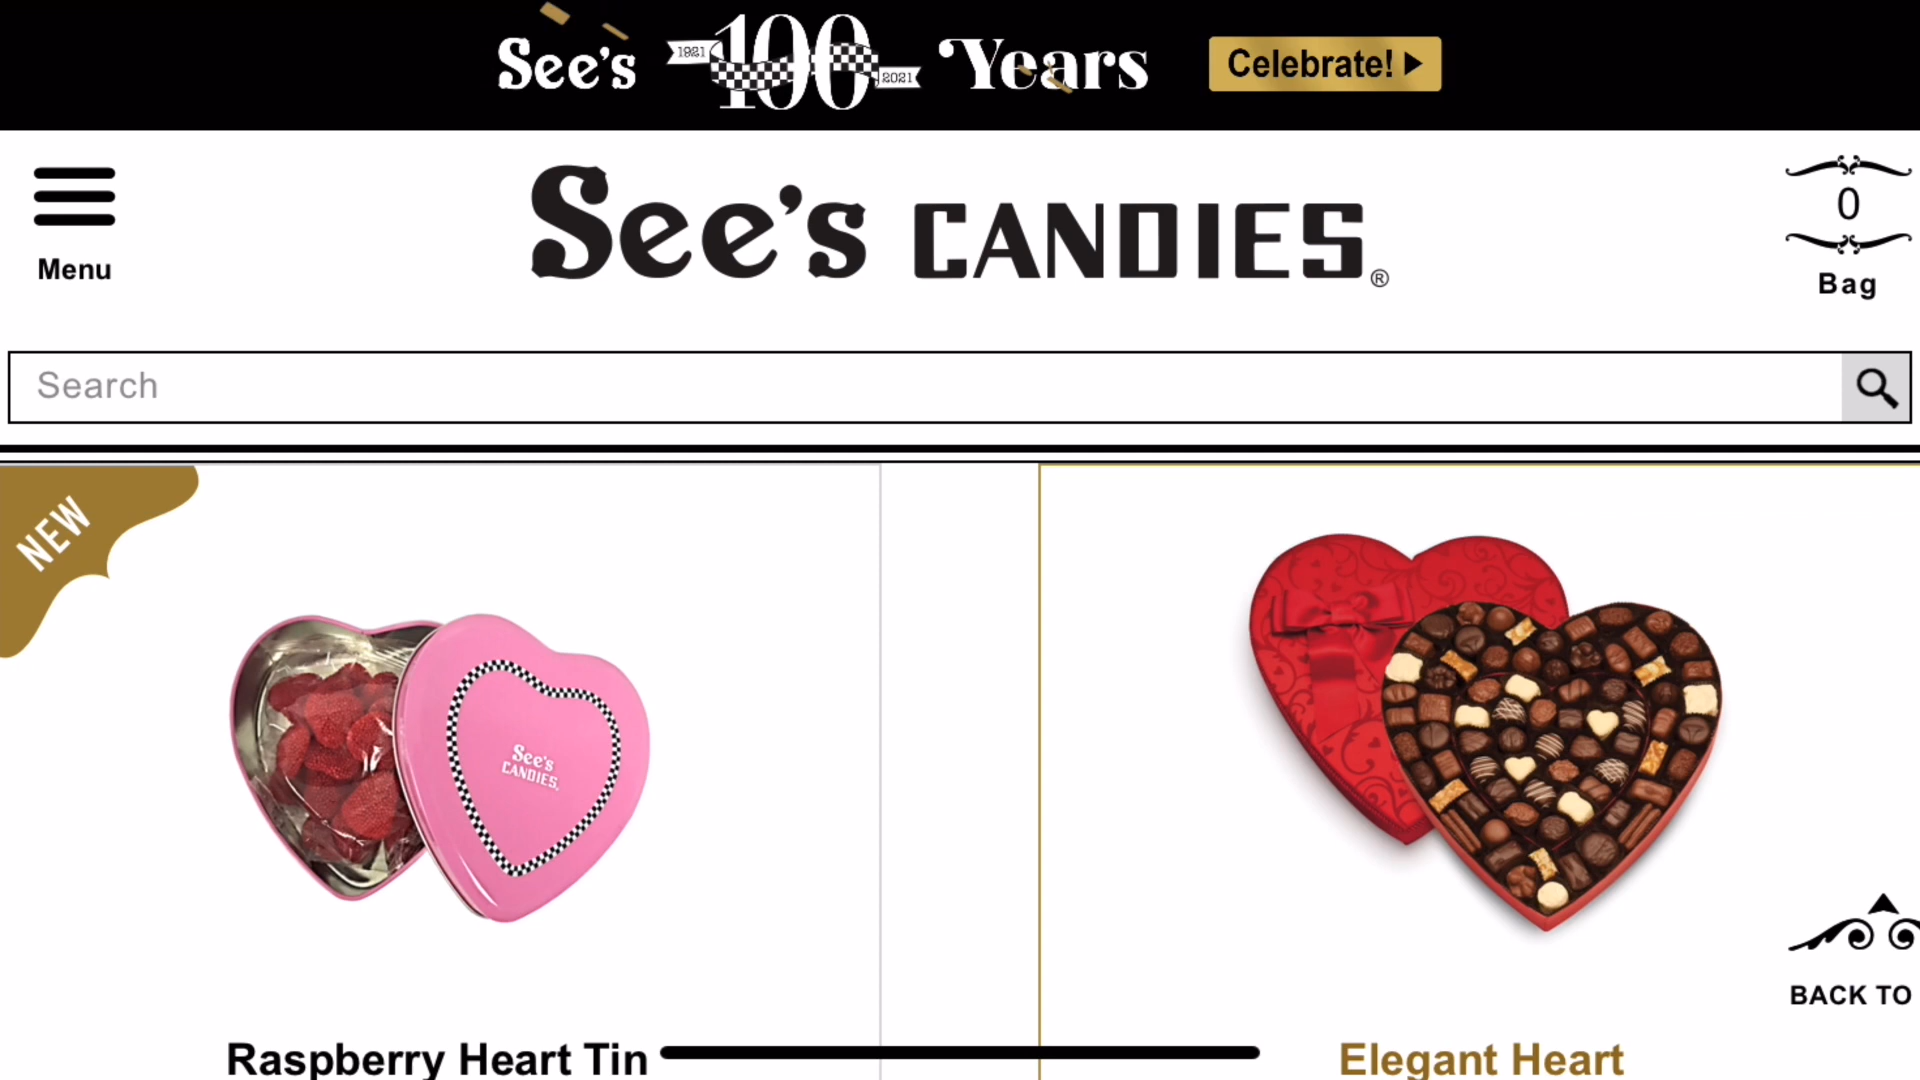 See's 1921 100 2021 Years Celebrate!
Menu
See's CANDIES®
0
Bag
Search
NEW
See's
CANDIES®
BACK TO
Raspberry Heart Tin
Elegant Heart